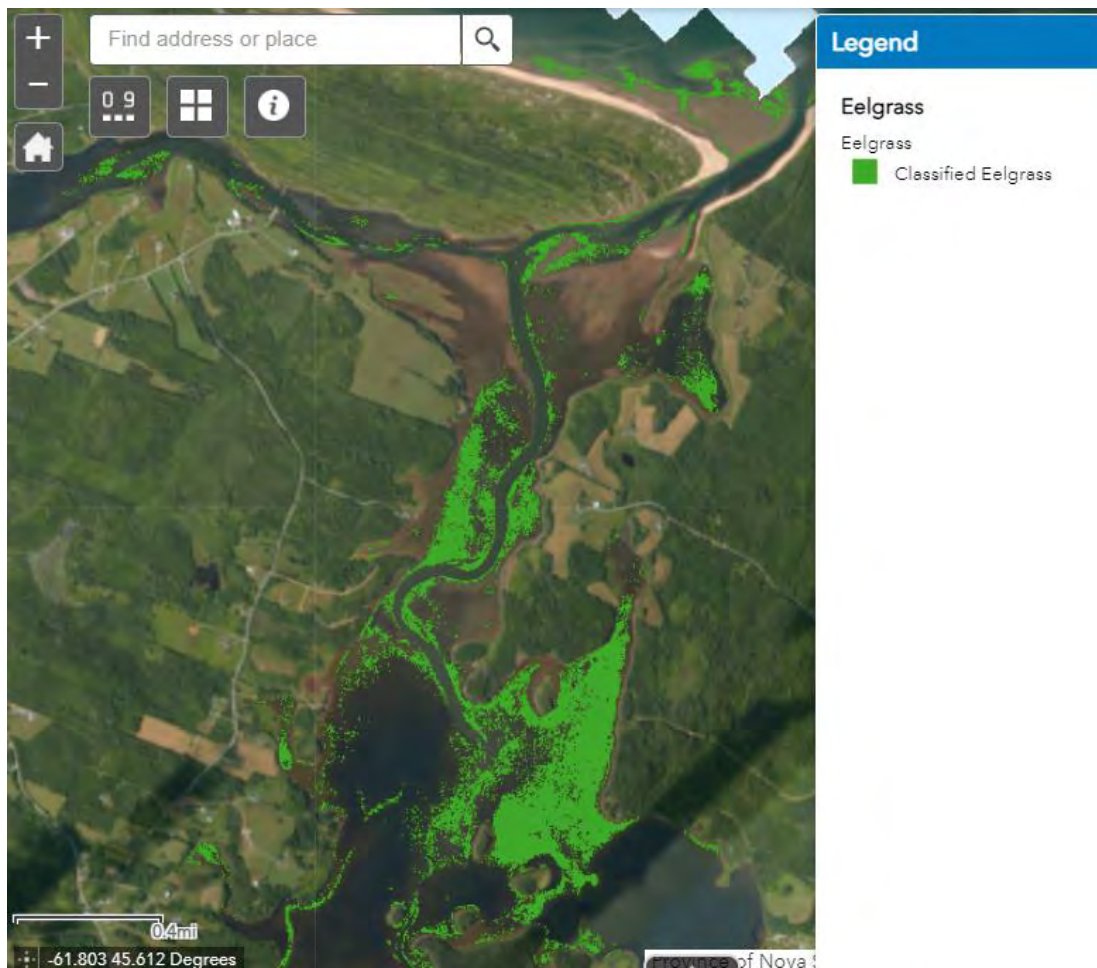 +
Find address or place
−
0 9
i
Legend
Eelgrass
Eelgrass
Classified Eelgrass
0.4mi
-61.803 45.612 Degrees
Province of Nova S